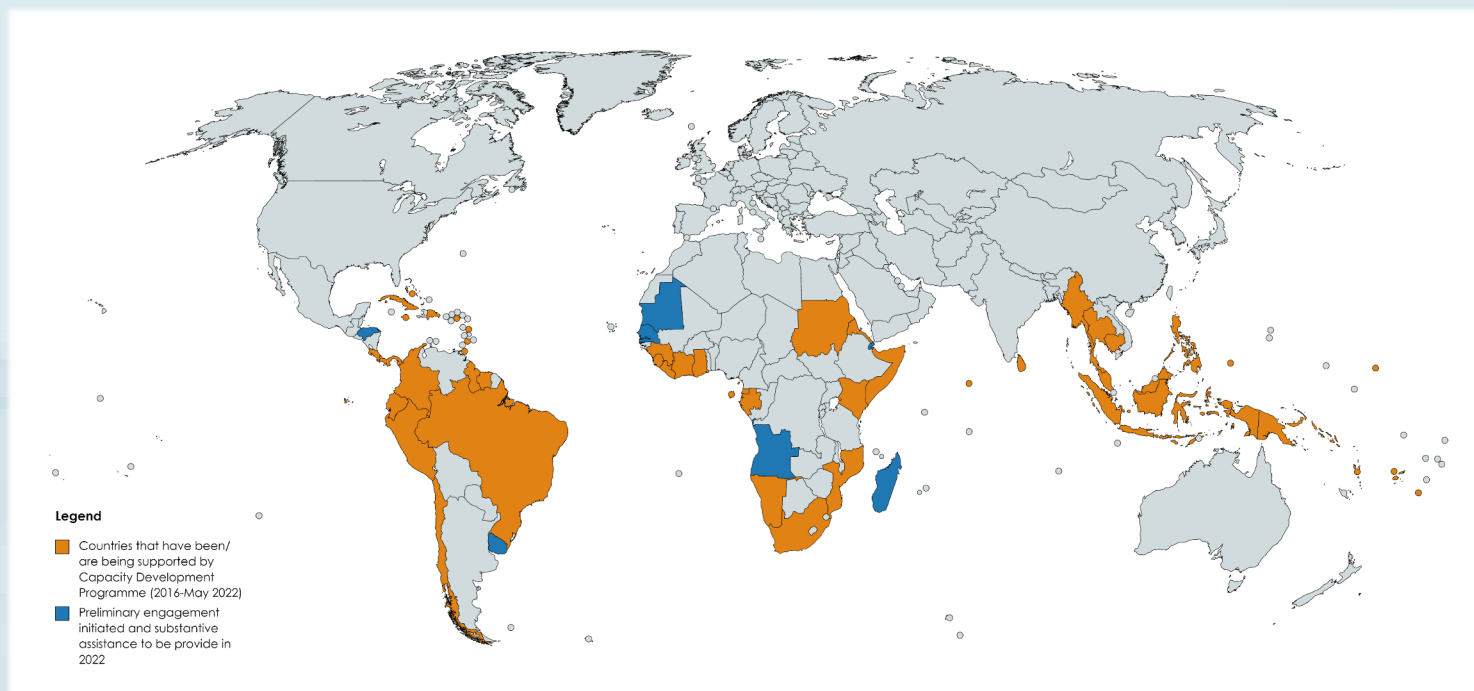 Legend
Countries that have been/
are being supported by
Capacity Development
Programme (2016-May 2022)
Preliminary engagement
initiated and substantive
assistance to be provide in
2022